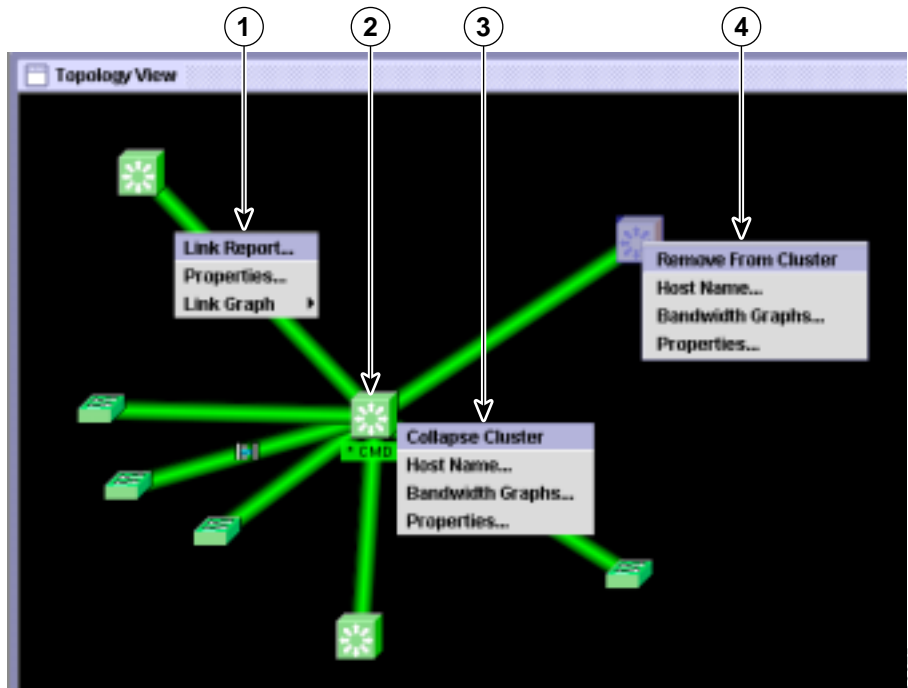 1 2 3 4
Topology View
Link Report...
Properties...
Link Graph
Remove From Cluster
Host Name...
Bandwidth Graphs...
Properties...
* CMD
Collapse Cluster
Host Name...
Bandwidth Graphs...
Properties...